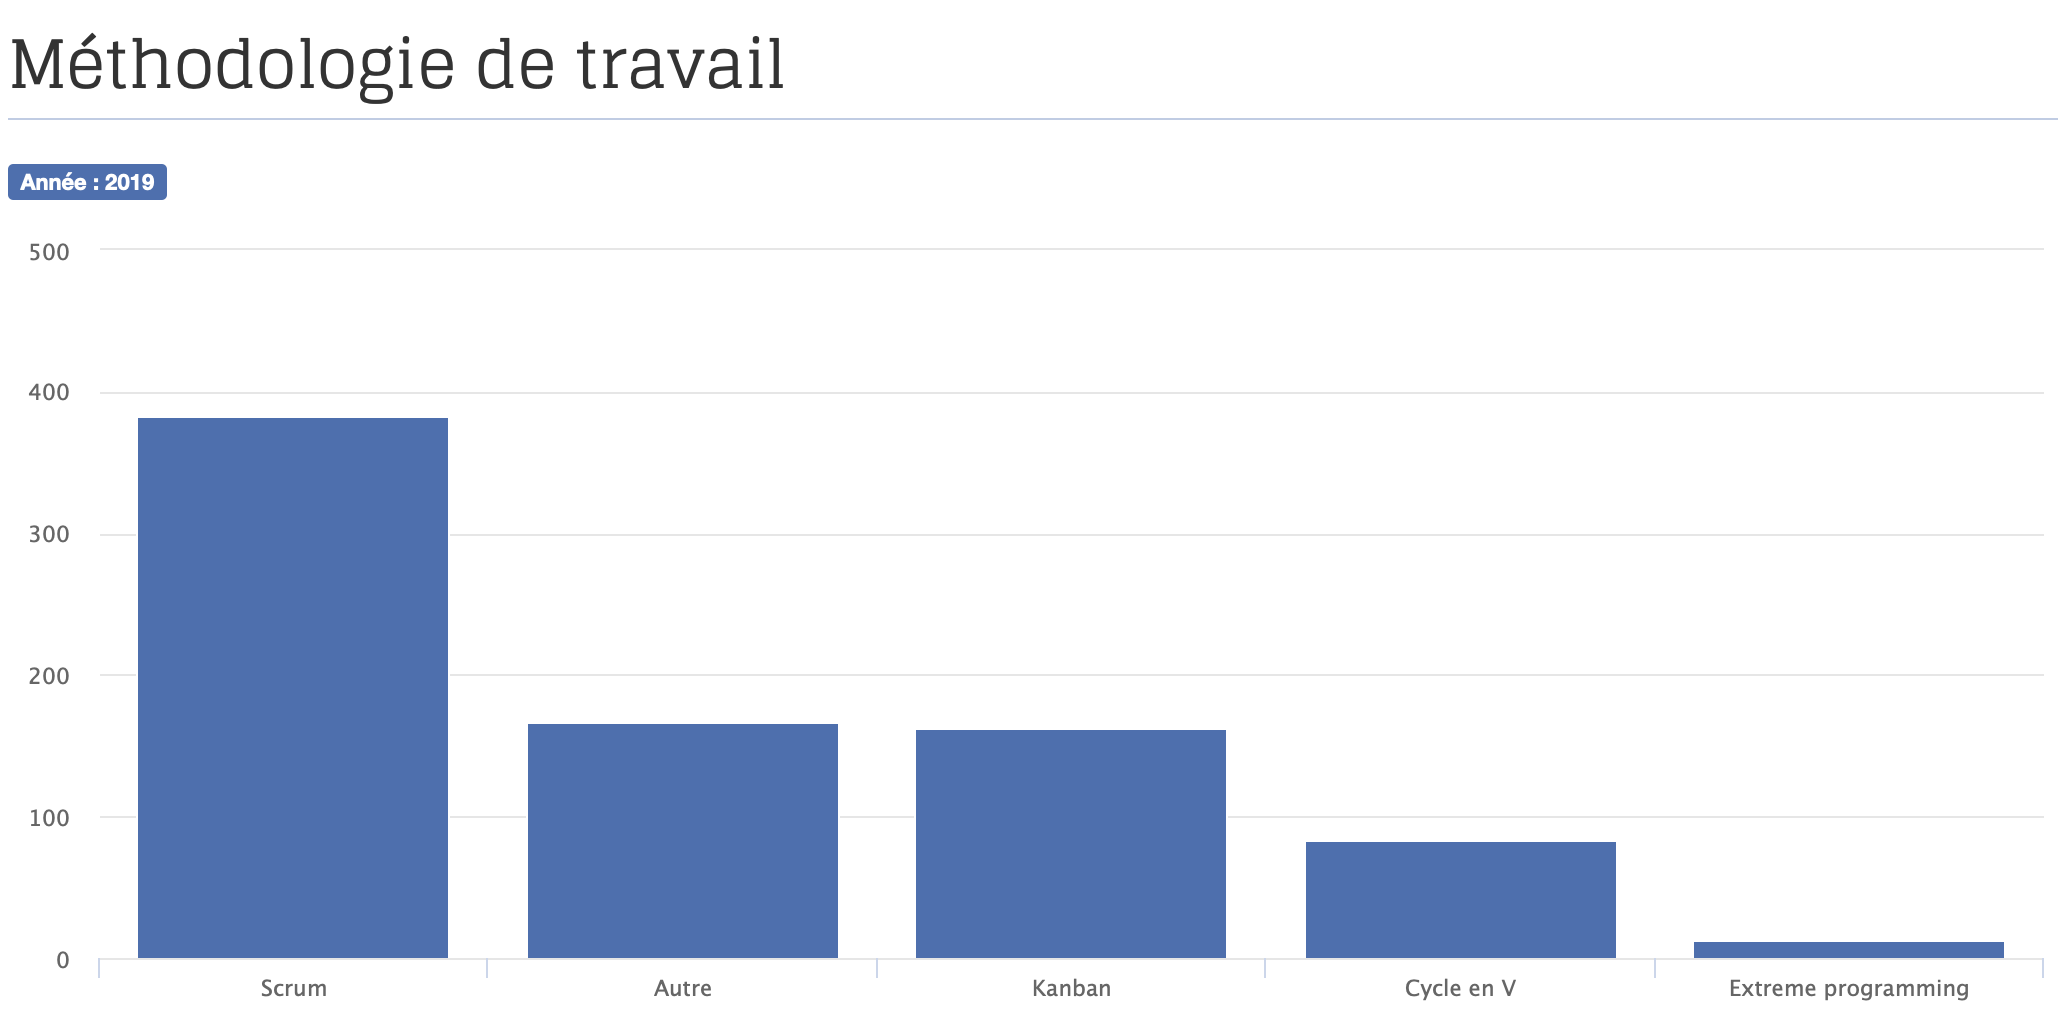 Méthodologie de travail
Année : 2019
500
400
300
200
100
0
Scrum
Autre
Kanban
Cycle en V
Extreme programming